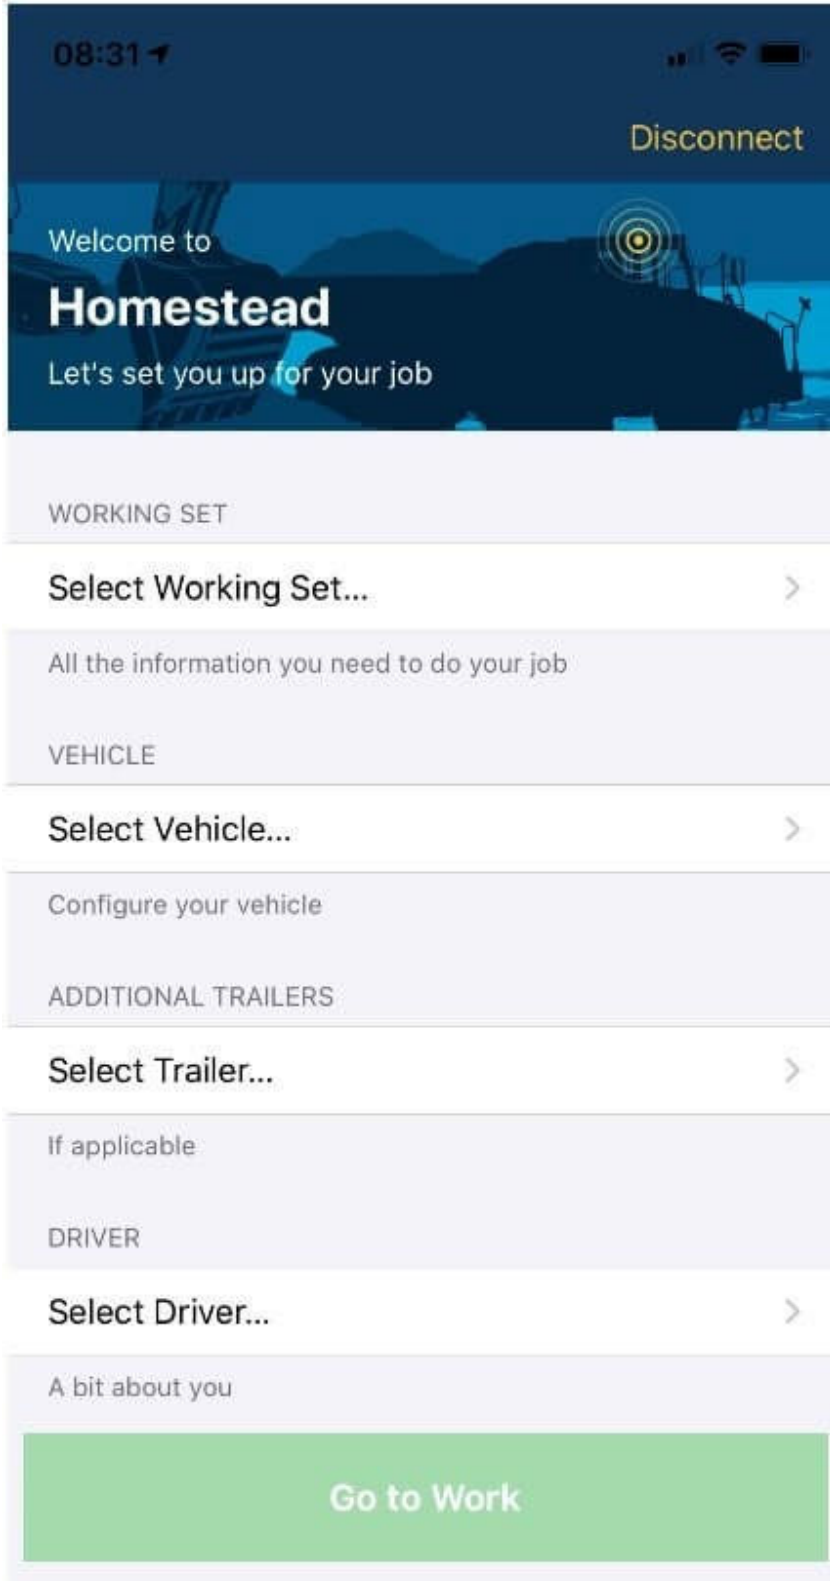 08:31
Disconnect
Welcome to
Homestead
Let's set you up for your job
WORKING SET
Select Working Set...
All the information you need to do your job
VEHICLE
Select Vehicle...
Configure your vehicle
ADDITIONAL TRAILERS
Select Trailer...
If applicable
DRIVER
Select Driver...
A bit about you
Go to Work